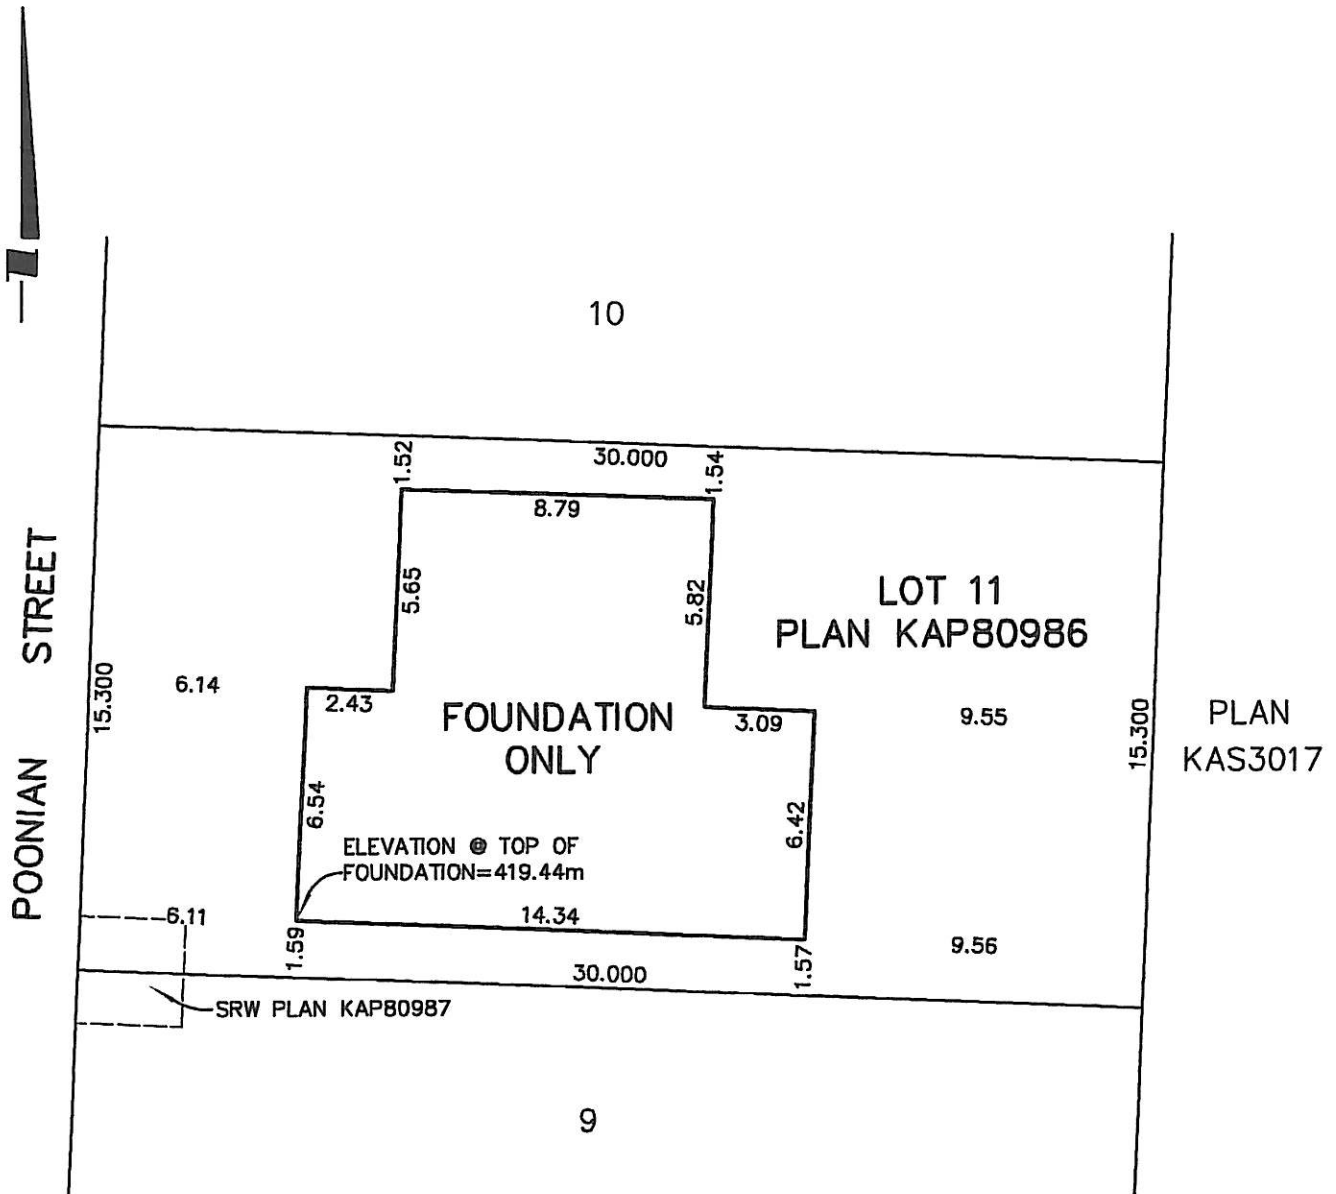 10
1.52
30.000
1.54
8.79
5.65
5.82
LOT 11
PLAN KAP80986
POONIAN STREET
15.300
6.14
2.43
FOUNDATION
ONLY
3.09
9.55
15.300
PLAN
KAS3017
6.54
6.42
ELEVATION @ TOP OF
FOUNDATION=419.44m
6.11
14.34
1.59
1.57
9.56
30.000
SRW PLAN KAP80987
9